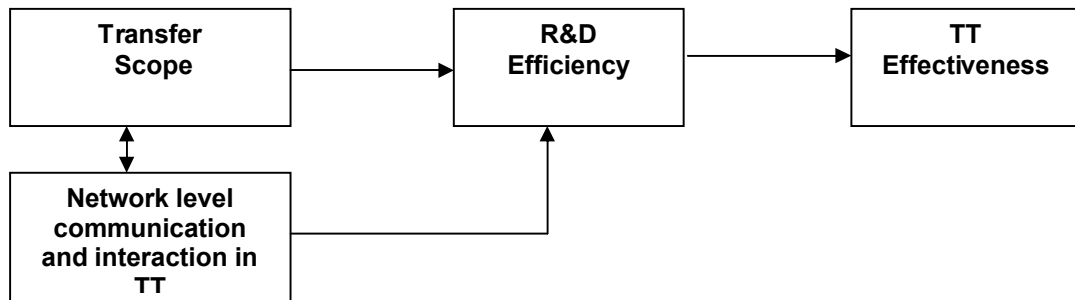 Transfer
Scope
R&D
Efficiency
TT
Effectiveness
Network level
communication
and interaction in
TT